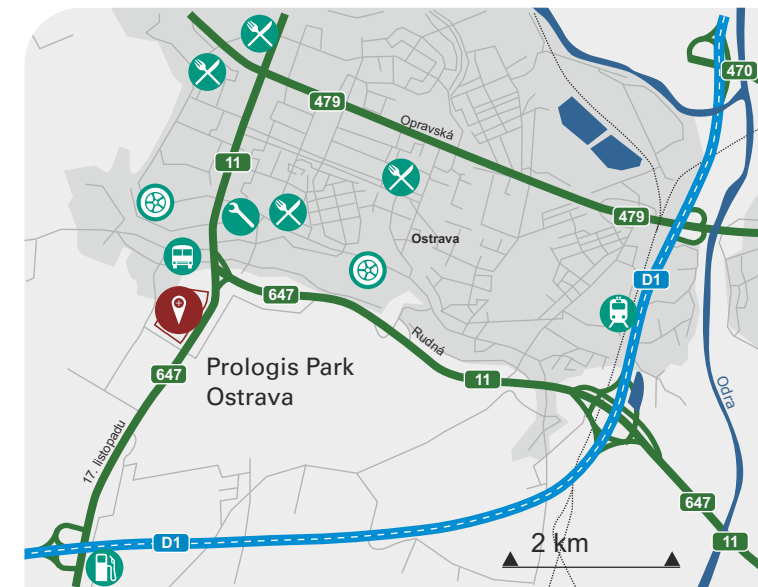 470
479
Opravská
11
479
Ostrava
D1
647
Rudná
Prologis Park
Ostrava
647
11
Odra
17. listopadu
647
D1
2 km
11